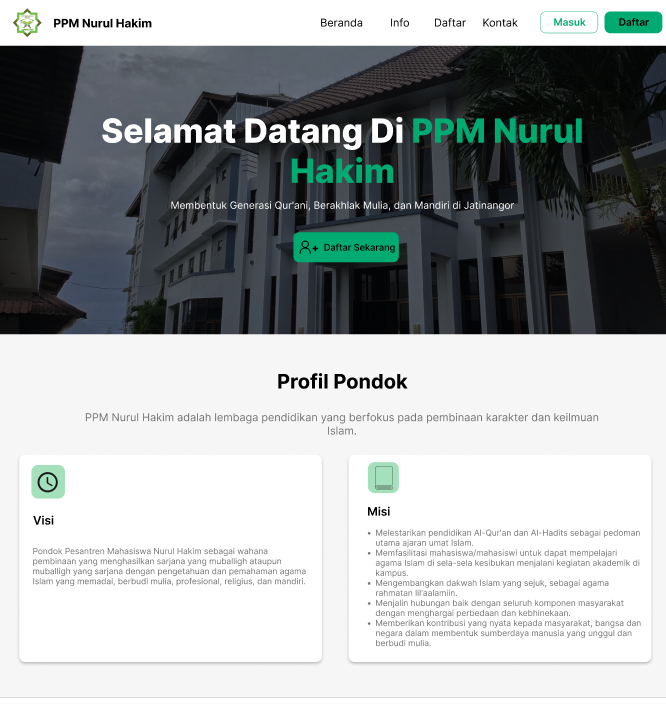 PPM Nurul Hakim
Beranda
Info
Daftar
Kontak
Masuk
Daftar
Selamat Datang Di PPM Nurul
Hakim
Membentuk Generasi Qur'ani, Berakhlak Mulia, dan Mandiri di Jatinangor
Daftar Sekarang
Profil Pondok
PPM Nurul Hakim adalah lembaga pendidikan yang berfokus pada pembinaan karakter dan keilmuan
Islam.
Visi
Pondok Pesantren Mahasiswa Nurul Hakim sebagai wahana
pembinaan yang menghasilkan sarjana yang muballigh ataupun
muballigh yang sarjana dengan pengetahuan dan pemahaman agama
Islam yang memadai, berbudi mulia, profesional, religius, dan mandiri.
Misi
• Melestarikan pendidikan Al-Qur'an dan Al-Hadits sebagai pedoman
utama ajaran umat Islam.
• Memfasilitasi mahasiswa/mahasiswi untuk dapat mempelajari
agama Islam di sela-sela kesibukan menjalani kegiatan akademik di
kampus.
• Mengembangkan dakwah Islam yang sejuk, sebagai agama
rahmatan lil'aalamiin.
• Menjalin hubungan baik dengan seluruh komponen masyarakat
dengan menghargai perbedaan dan kebhinekaan.
• Memberikan kontribusi yang nyata kepada masyarakat, bangsa dan
negara dalam membentuk sumberdaya manusia yang unggul dan
berbudi mulia.